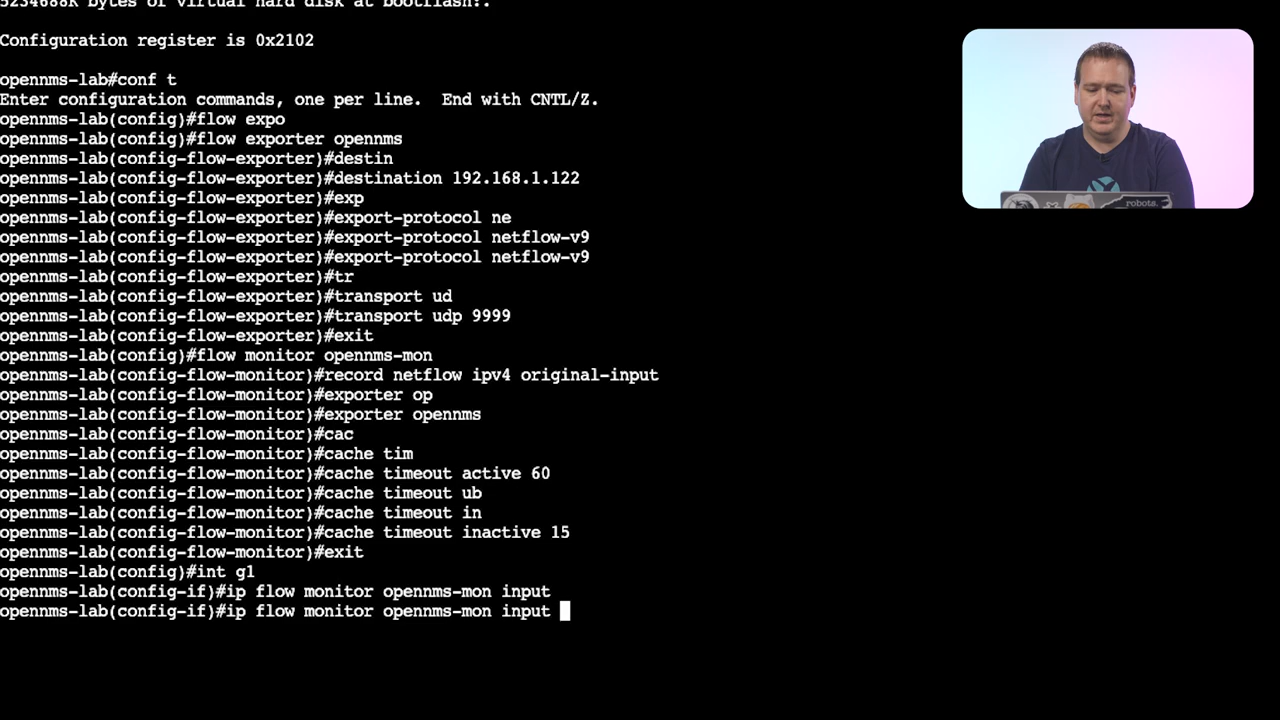 5234688K bytes of virtual hard disk at bootflash:.
Configuration register is 0x2102
opennms-lab#conf t
Enter configuration commands, one per line.  End with CNTL/Z.
opennms-lab(config)#flow expo
opennms-lab(config)#flow exporter opennms
opennms-lab(config-flow-exporter)#destin
opennms-lab(config-flow-exporter)#destination 192.168.1.122
opennms-lab(config-flow-exporter)#exp
opennms-lab(config-flow-exporter)#export-protocol ne
opennms-lab(config-flow-exporter)#export-protocol netflow-v9
opennms-lab(config-flow-exporter)#export-protocol netflow-v9
opennms-lab(config-flow-exporter)#tr
opennms-lab(config-flow-exporter)#transport ud
opennms-lab(config-flow-exporter)#transport udp 9999
opennms-lab(config-flow-exporter)#exit
opennms-lab(config)#flow monitor opennms-mon
opennms-lab(config-flow-monitor)#record netflow ipv4 original-input
opennms-lab(config-flow-monitor)#exporter op
opennms-lab(config-flow-monitor)#exporter opennms
opennms-lab(config-flow-monitor)#cac
opennms-lab(config-flow-monitor)#cache tim
opennms-lab(config-flow-monitor)#cache timeout active 60
opennms-lab(config-flow-monitor)#cache timeout ub
opennms-lab(config-flow-monitor)#cache timeout in
opennms-lab(config-flow-monitor)#cache timeout inactive 15
opennms-lab(config-flow-monitor)#exit
opennms-lab(config)#int g1
opennms-lab(config-if)#ip flow monitor opennms-mon input
opennms-lab(config-if)#ip flow monitor opennms-mon input
robots.